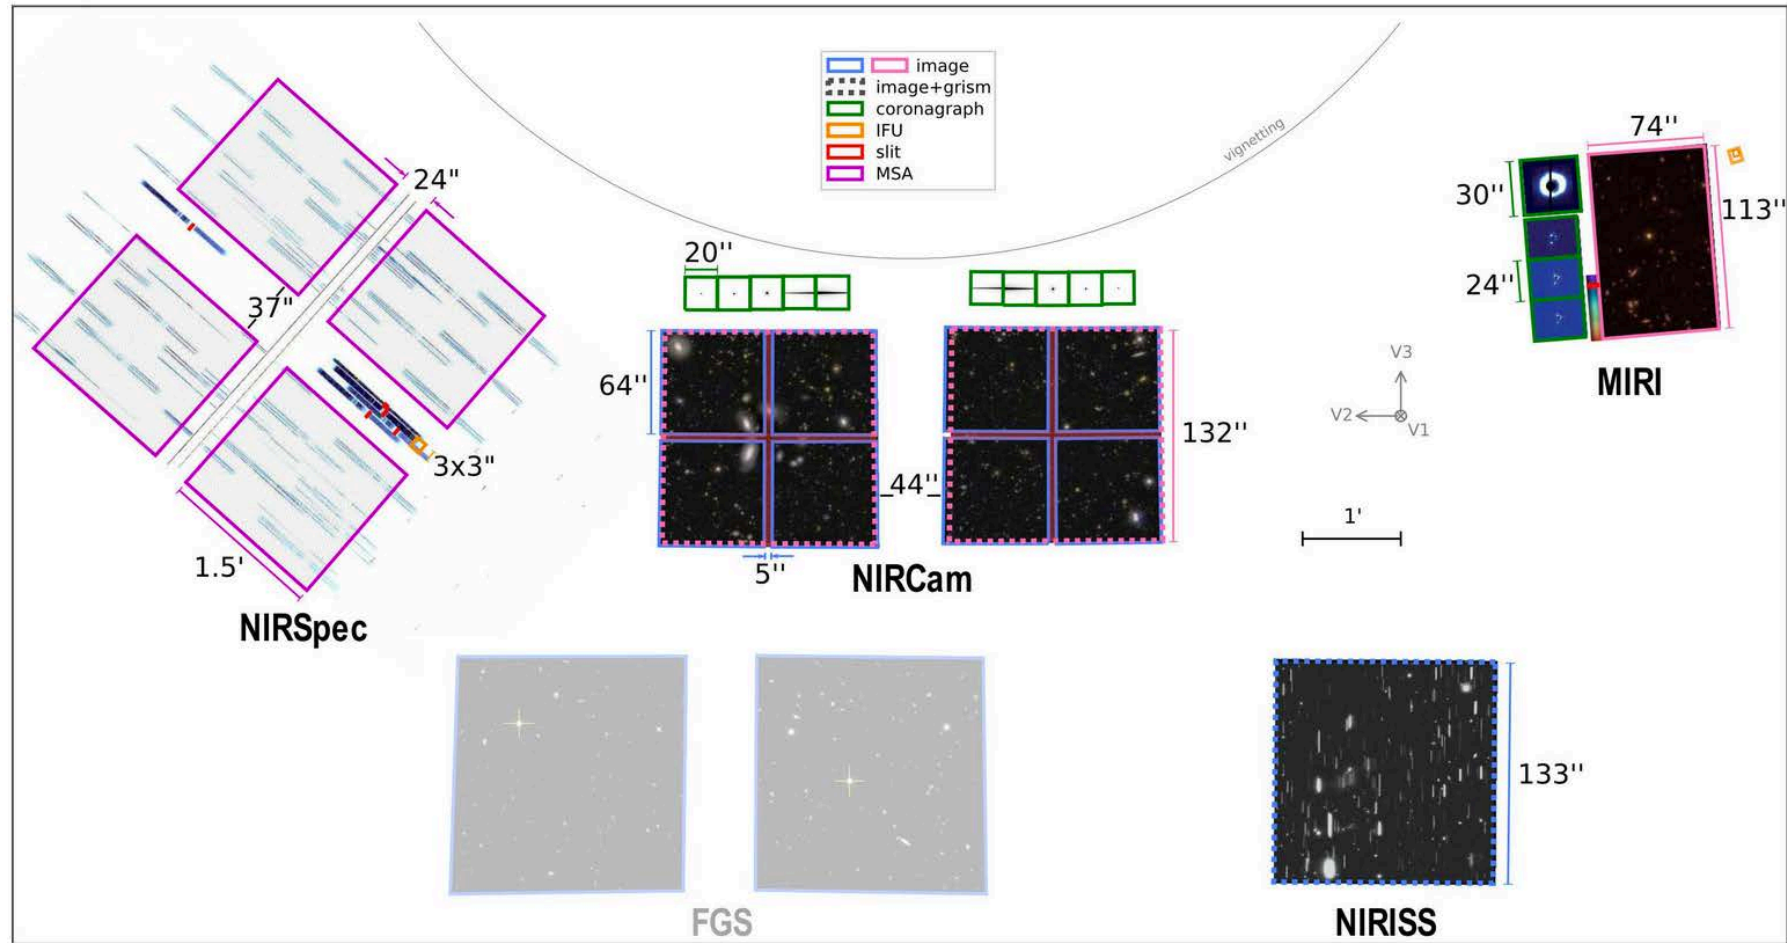 image
image+grism
coronagraph
IFU
slit
MSA
vignetting
24"
37"
3x3"
1.5'
NIRSpec
20''
64''
44''
132''
5''
NIRCam
74''
30''
113''
24''
MIRI
V3
V2
V1
1'
FGS
133''
NIRISS